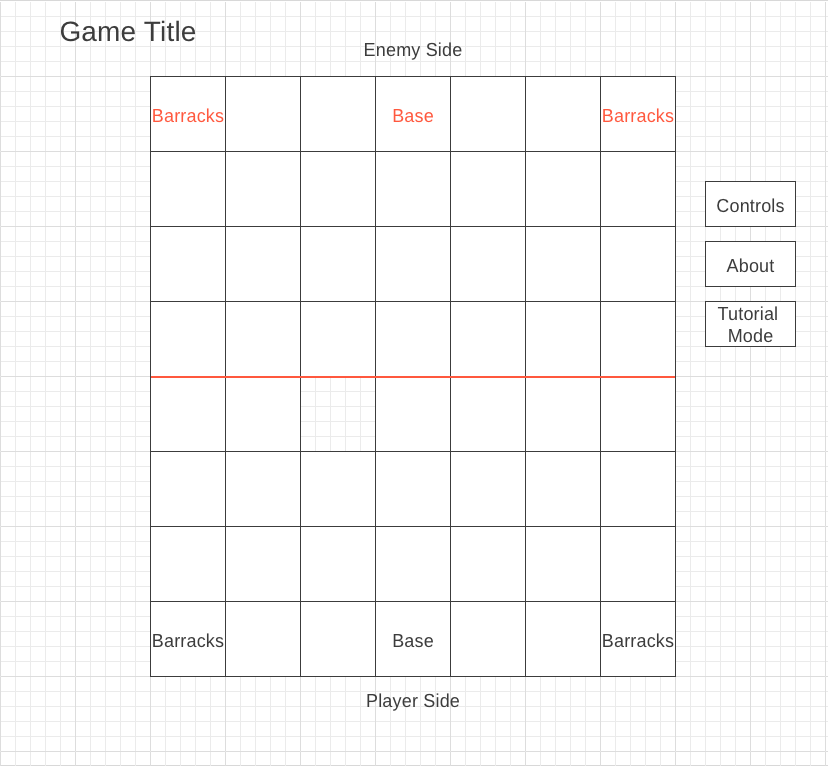 Game Title
Enemy Side
Barracks Base Barracks
Controls
About
Tutorial
Mode
Barracks Base Barracks
Player Side